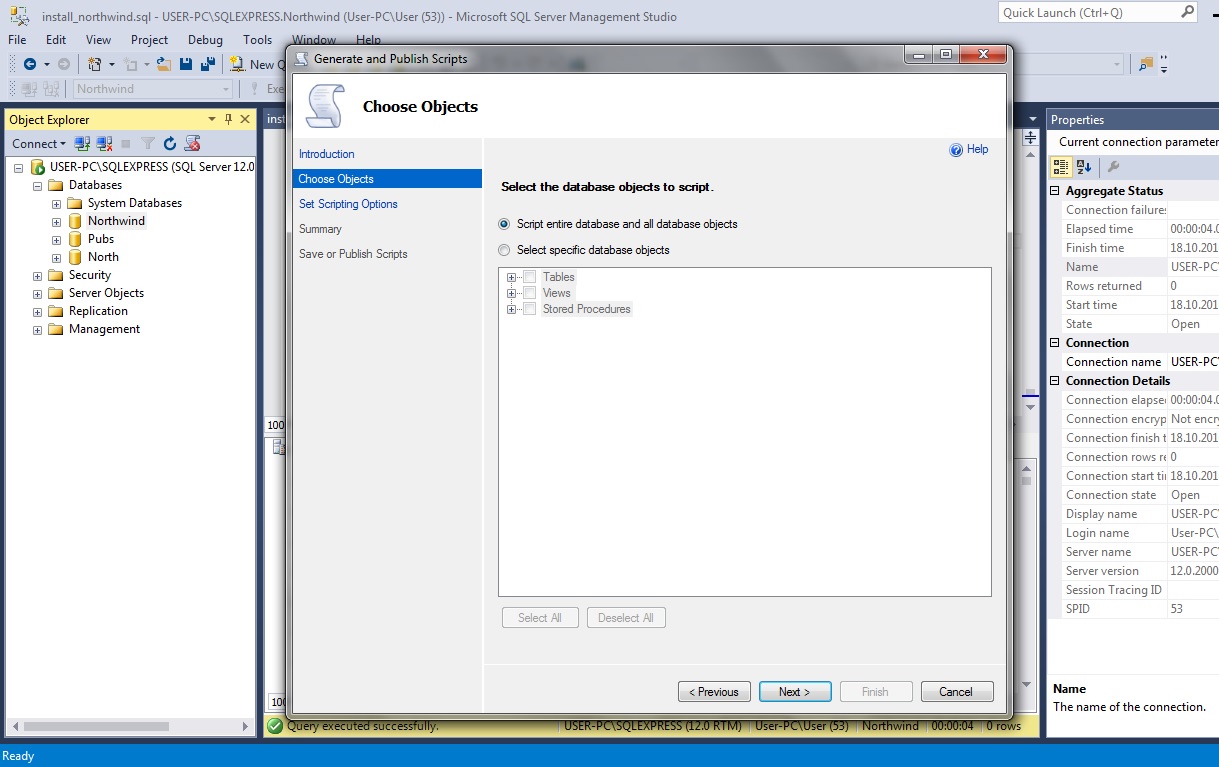 install_northwind.sql - USER-PC\SQLEXPRESS.Northwind (User-PC\User (53)) - Microsoft SQL Server Management Studio
Quick Launch (Ctrl+Q)
File Edit View Project Debug Tools Window Help
New Q
Northwind
Exe
Object Explorer
Connect
USER-PC\SQLEXPRESS (SQL Server 12.0
Databases
System Databases
Northwind
Pubs
North
Security
Server Objects
Replication
Management
inst
100
100
Generate and Publish Scripts
Choose Objects
Introduction
Choose Objects
Set Scripting Options
Summary
Save or Publish Scripts
Help
Select the database objects to script.
Script entire database and all database objects
Select specific database objects
Tables
Views
Stored Procedures
Select All Deselect All
< Previous Next > Finish Cancel
Query executed successfully. USER-PC\SQLEXPRESS (12.0 RTM) User-PC\User (53) Northwind 00:00:04 0 rows
Properties
Current connection parameter
Aggregate Status
Connection failures
Elapsed time 00:00:04.0
Finish time 18.10.201
Name USER-PC\
Rows returned 0
Start time 18.10.201
State Open
Connection
Connection name USER-PC\
Connection Details
Connection elapse 00:00:04.0
Connection encryp Not encry
Connection finish t 18.10.201
Connection rows re 0
Connection start ti 18.10.201
Connection state Open
Display name USER-PC\
Login name User-PC\
Server name USER-PC\
Server version 12.0.2000
Session Tracing ID
SPID 53
Name
The name of the connection.
Ready